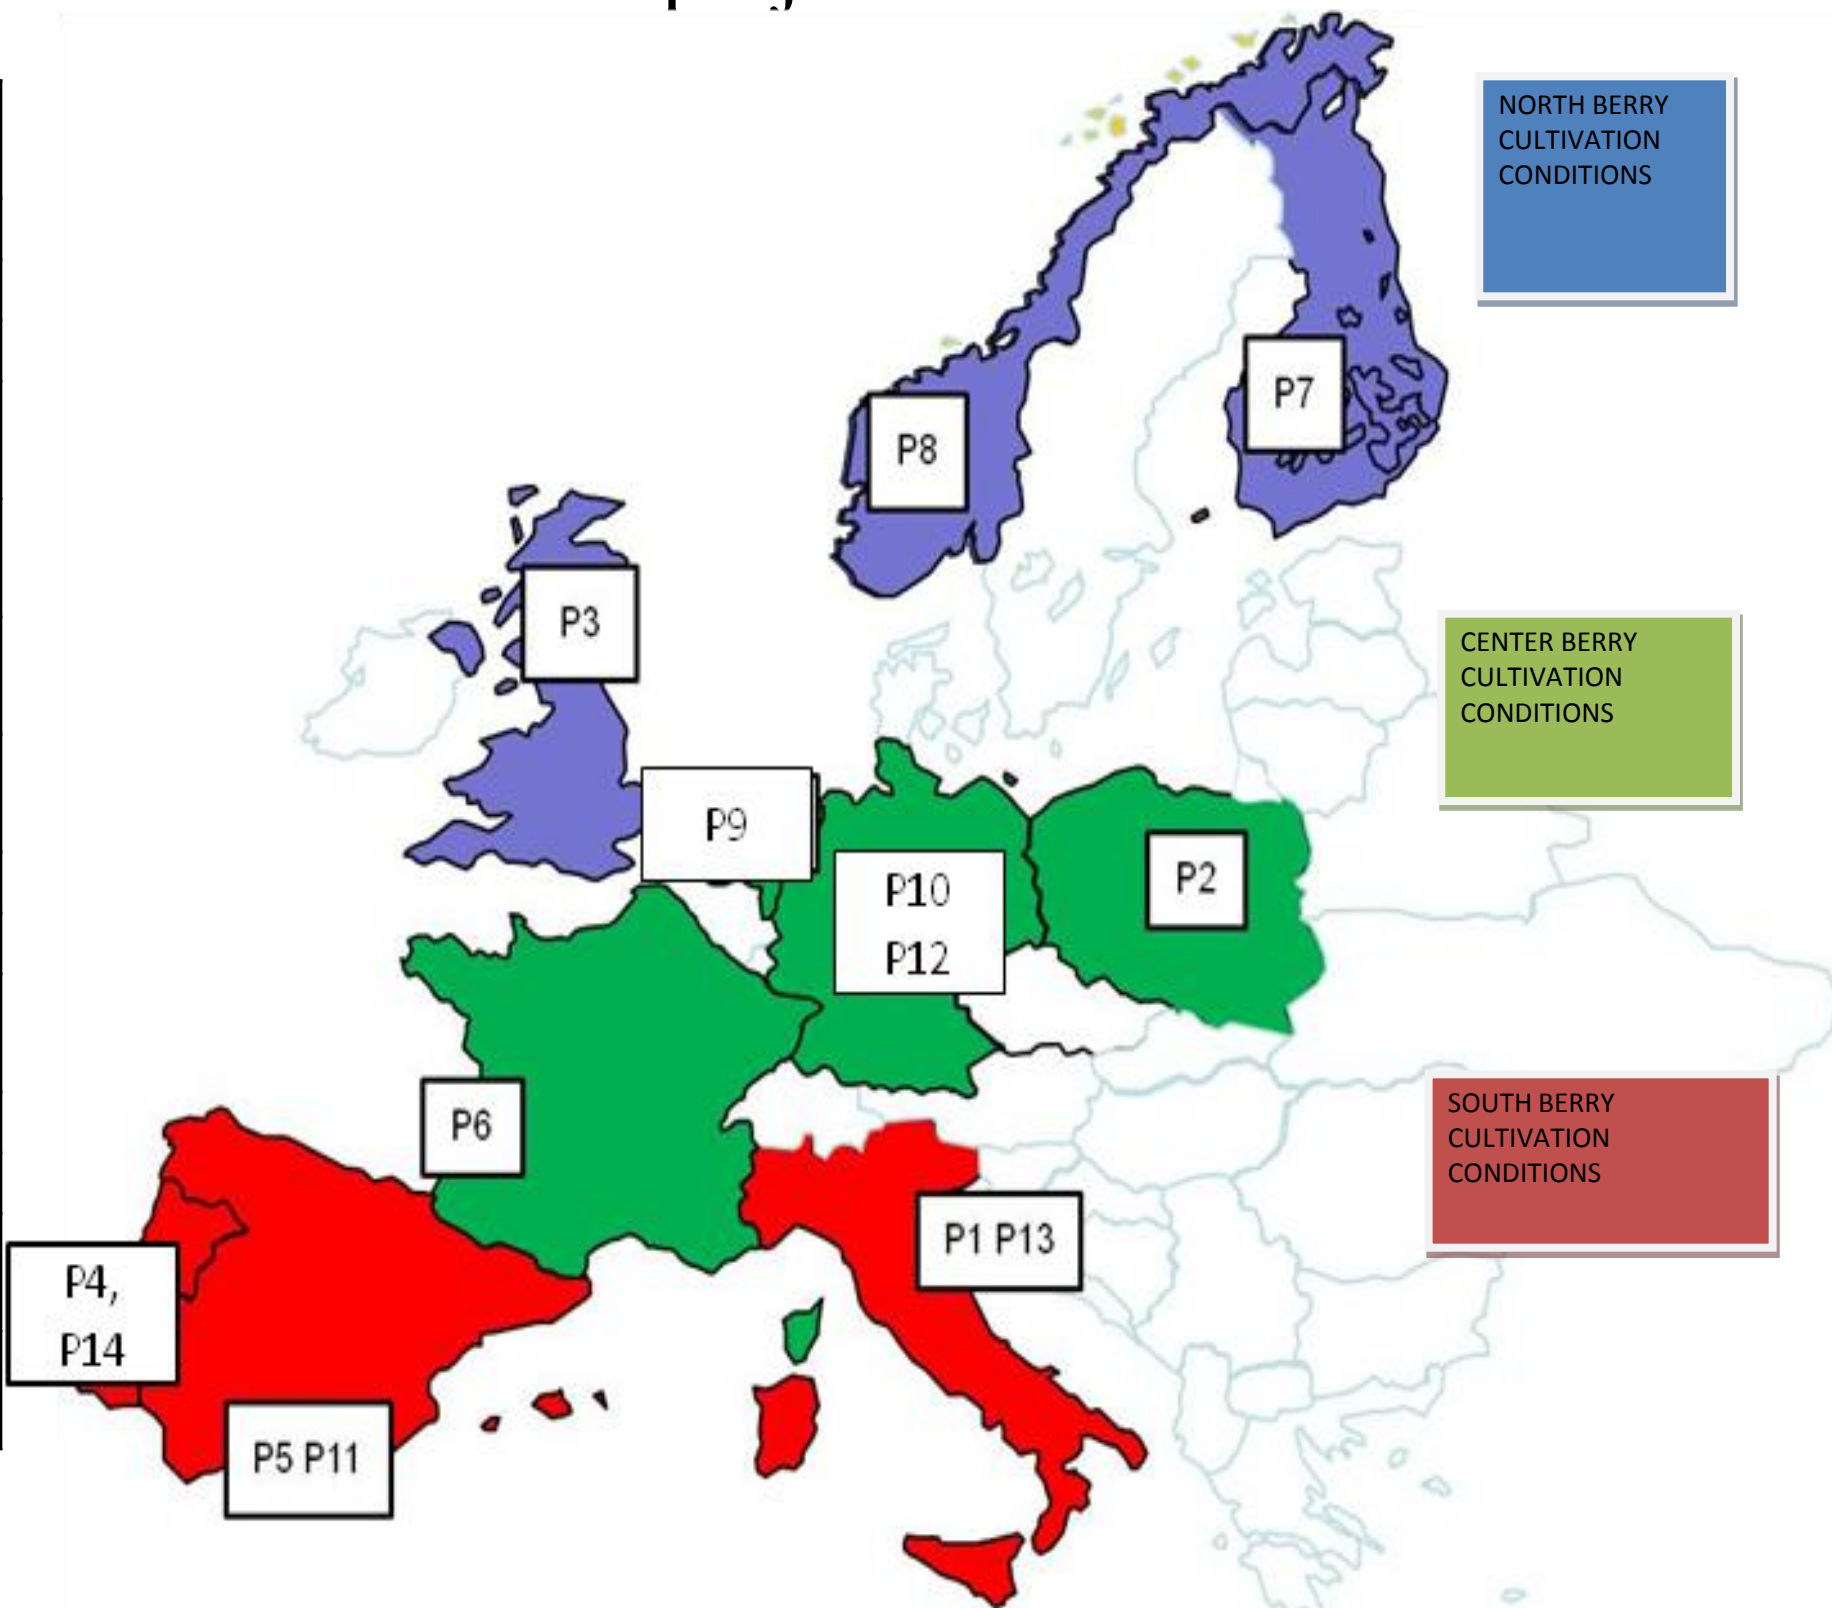 NORTH BERRY
CULTIVATION
CONDITIONS
P7
P8
P3
CENTER BERRY
CULTIVATION
CONDITIONS
P9
P10
P12
P2
P6
SOUTH BERRY
CULTIVATION
CONDITIONS
P1 P13
P4,
P14
P5 P11